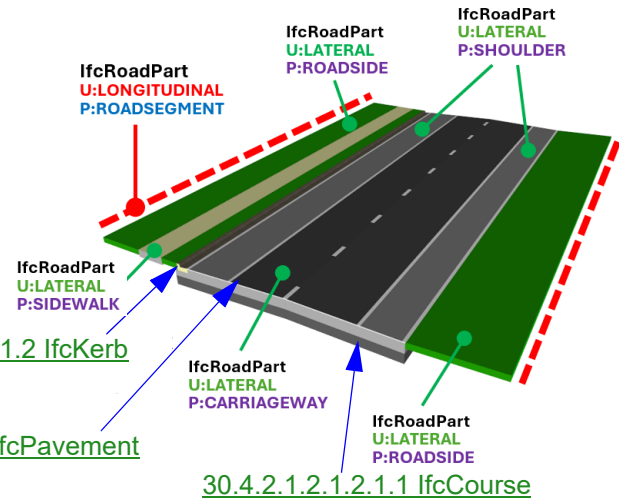 IfcRoadPart
U:LATERAL
P:SHOULDER
IfcRoadPart
U:LATERAL
P:ROADSIDE
IfcRoadPart
U:LONGITUDINAL
P:ROADSEGMENT
IfcRoadPart
U:LATERAL
P:SIDEWALK
1.2 IfcKerb
IfcRoadPart
U:LATERAL
P:CARRIAGEWAY
IfcRoadPart
U:LATERAL
P:ROADSIDE
fcPavement
30.4.2.1.2.1.2.1.1 IfcCourse